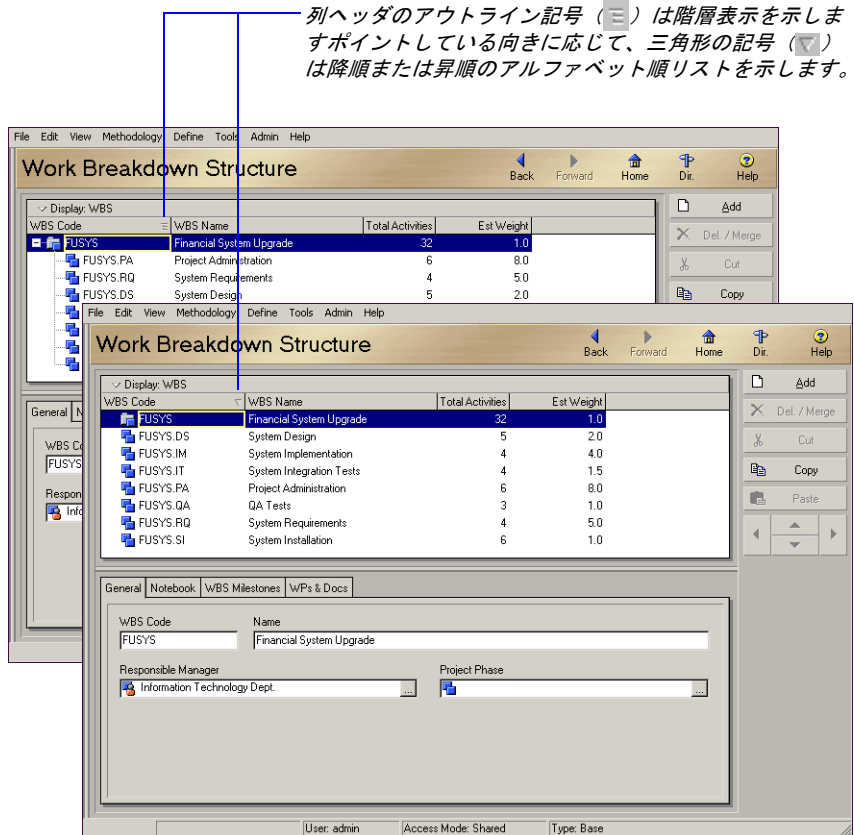 列ヘッダのアウトライン記号（ ）は階層表示を示しま
すポイントしている向きに応じて、三角形の記号（ ）
は降順または昇順のアルファベット順リストを示します。
File Edit View Methodology Define Tools Admin Help
Work Breakdown Structure
Back Forward Home Dir. Help
Display: WBS
WBS Code WBS Name Total Activities Est Weight
FUSYS Financial System Upgrade 32 1.0
FUSYS.PA Project Administration 6 8.0
FUSYS.RQ System Requirements 4 5.0
FUSYS.DS System Design 5 2.0
Add
Del. / Merge
Cut
Copy
General N
WBS Co
FUSYS
Respon
Info
File Edit View Methodology Define Tools Admin Help
Work Breakdown Structure
Back Forward Home Dir. Help
Display: WBS
WBS Code WBS Name Total Activities Est Weight
FUSYS Financial System Upgrade 32 1.0
FUSYS.DS System Design 5 2.0
FUSYS.IM System Implementation 4 4.0
FUSYS.IT System Integration Tests 4 1.5
FUSYS.PA Project Administration 6 8.0
FUSYS.QA QA Tests 3 1.0
FUSYS.RQ System Requirements 4 5.0
FUSYS.SI System Installation 6 1.0
Add
Del. / Merge
Cut
Copy
Paste
General Notebook WBS Milestones WPs & Docs
WBS Code Name
FUSYS Financial System Upgrade
Responsible Manager Project Phase
Information Technology Dept. ... ...
User: admin Access Mode: Shared Type: Base